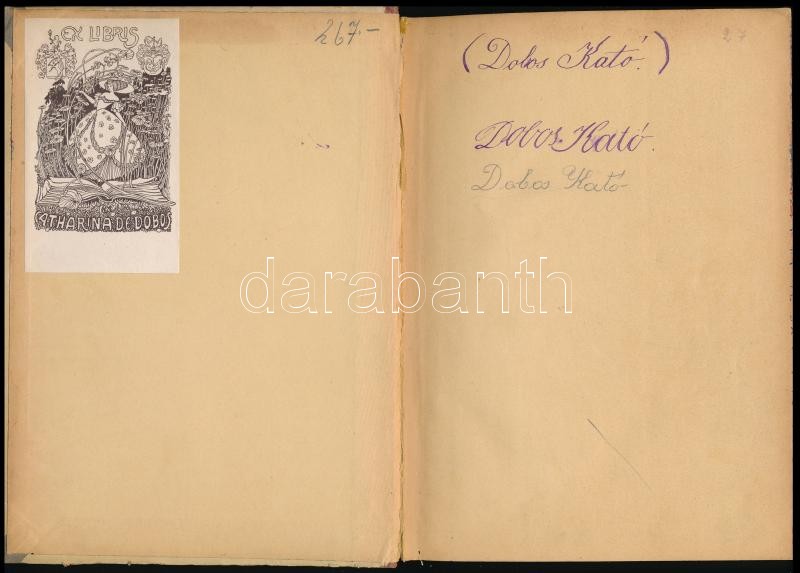 EX LIBRIS
CATHARINA DE DOBOS
267.-
27
(Dobos Kató.)
Dobos Kató.
Dobos Kató
darabanth